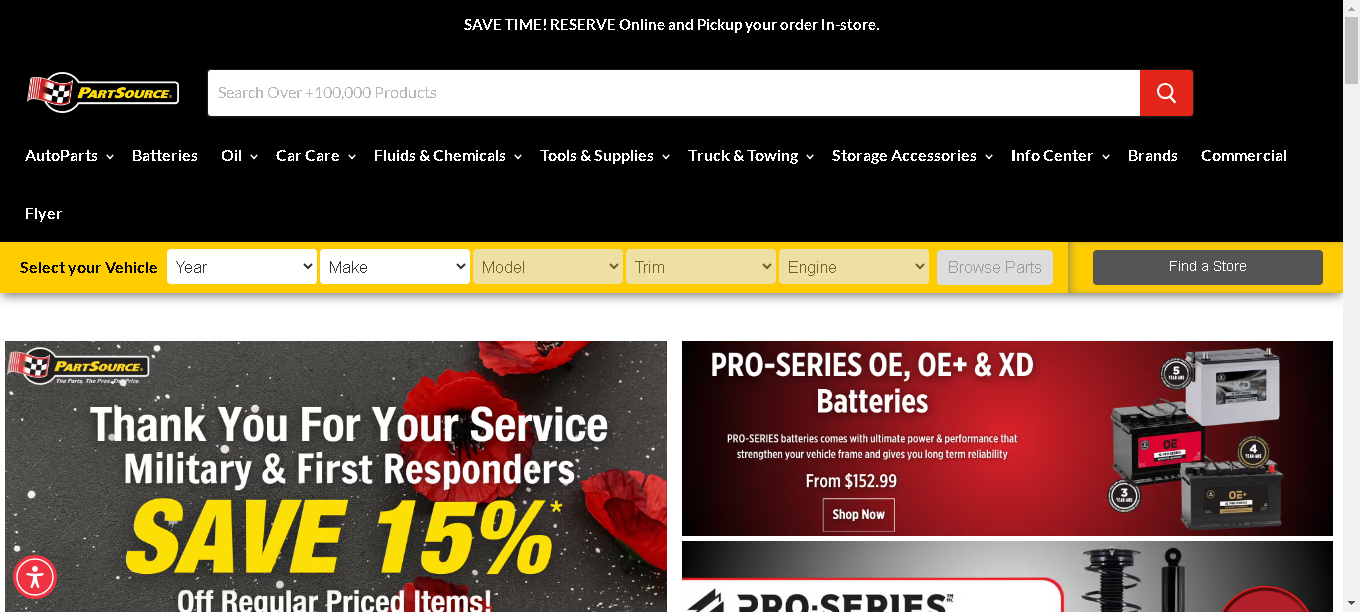 SAVE TIME! RESERVE Online and Pickup your order In-store.
PARTSOURCE
Search Over +100,000 Products
AutoParts Batteries Oil Car Care Fluids & Chemicals Tools & Supplies Truck & Towing Storage Accessories Info Center Brands Commercial
Flyer
Select your Vehicle Year Make Model Trim Engine Browse Parts Find a Store
PARTSOURCE
The Parts. The Pros. The Price.
Thank You For Your Service
Military & First Responders
SAVE 15%*
Off Regular Priced Items!
PRO-SERIES OE, OE+ & XD
Batteries
PRO-SERIES batteries comes with ultimate power & performance that
strengthen your vehicle frame and gives you long term reliability
From $152.99
Shop Now
5
YEAR-ANS
XD
OE
4
YEAR-ANS
3
YEAR-ANS
OE+
PRO-SERIES